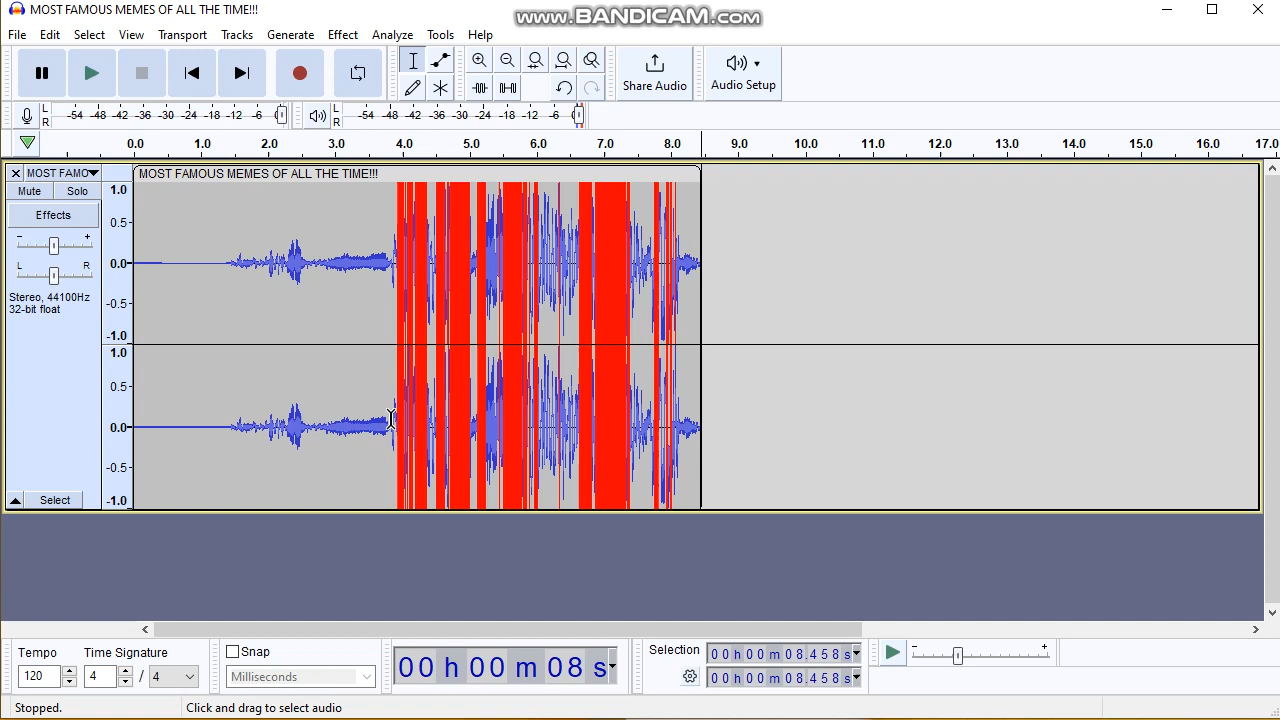 MOST FAMOUS MEMES OF ALL THE TIME!!!
www.BANDICAM.com
File Edit Select View Transport Tracks Generate Effect Analyze Tools Help
Share Audio
Audio Setup
L
R
-54 -48 -42 -36 -30 -24 -18 -12 -6 0
L
R
-54 -48 -42 -36 -30 -24 -18 -12 -6 0
0.0 1.0 2.0 3.0 4.0 5.0 6.0 7.0 8.0 9.0 10.0 11.0 12.0 13.0 14.0 15.0 16.0 17.0
MOST FAMO
MOST FAMOUS MEMES OF ALL THE TIME!!!
Mute Solo
Effects
- +
L R
Stereo, 44100Hz
32-bit float
Select
1.0
0.5
0.0
-0.5
-1.0
1.0
0.5
0.0
-0.5
-1.0
Tempo
120
Time Signature
4 / 4
Snap
Milliseconds
00 h 00 m 08 s
Selection
00 h 00 m 08.458 s
00 h 00 m 08.458 s
- +
Stopped.
Click and drag to select audio